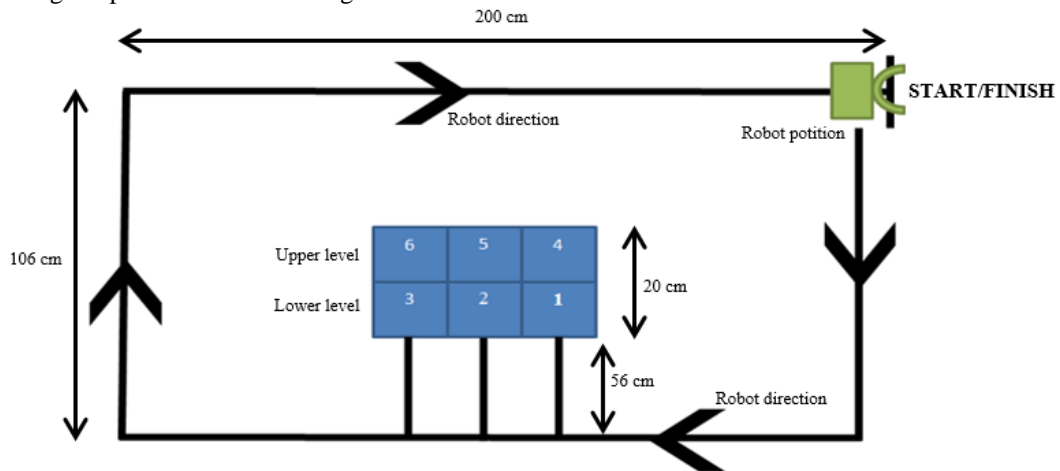 200 cm
START/FINISH
Robot direction
Robot potition
106 cm
Upper level
6 5 4
Lower level
3 2 1
20 cm
56 cm
Robot direction